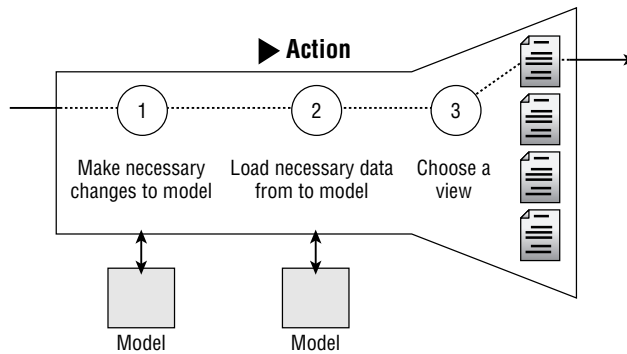 Action
1
2
3
Make necessary
changes to model
Load necessary data
from to model
Choose a
view
Model
Model